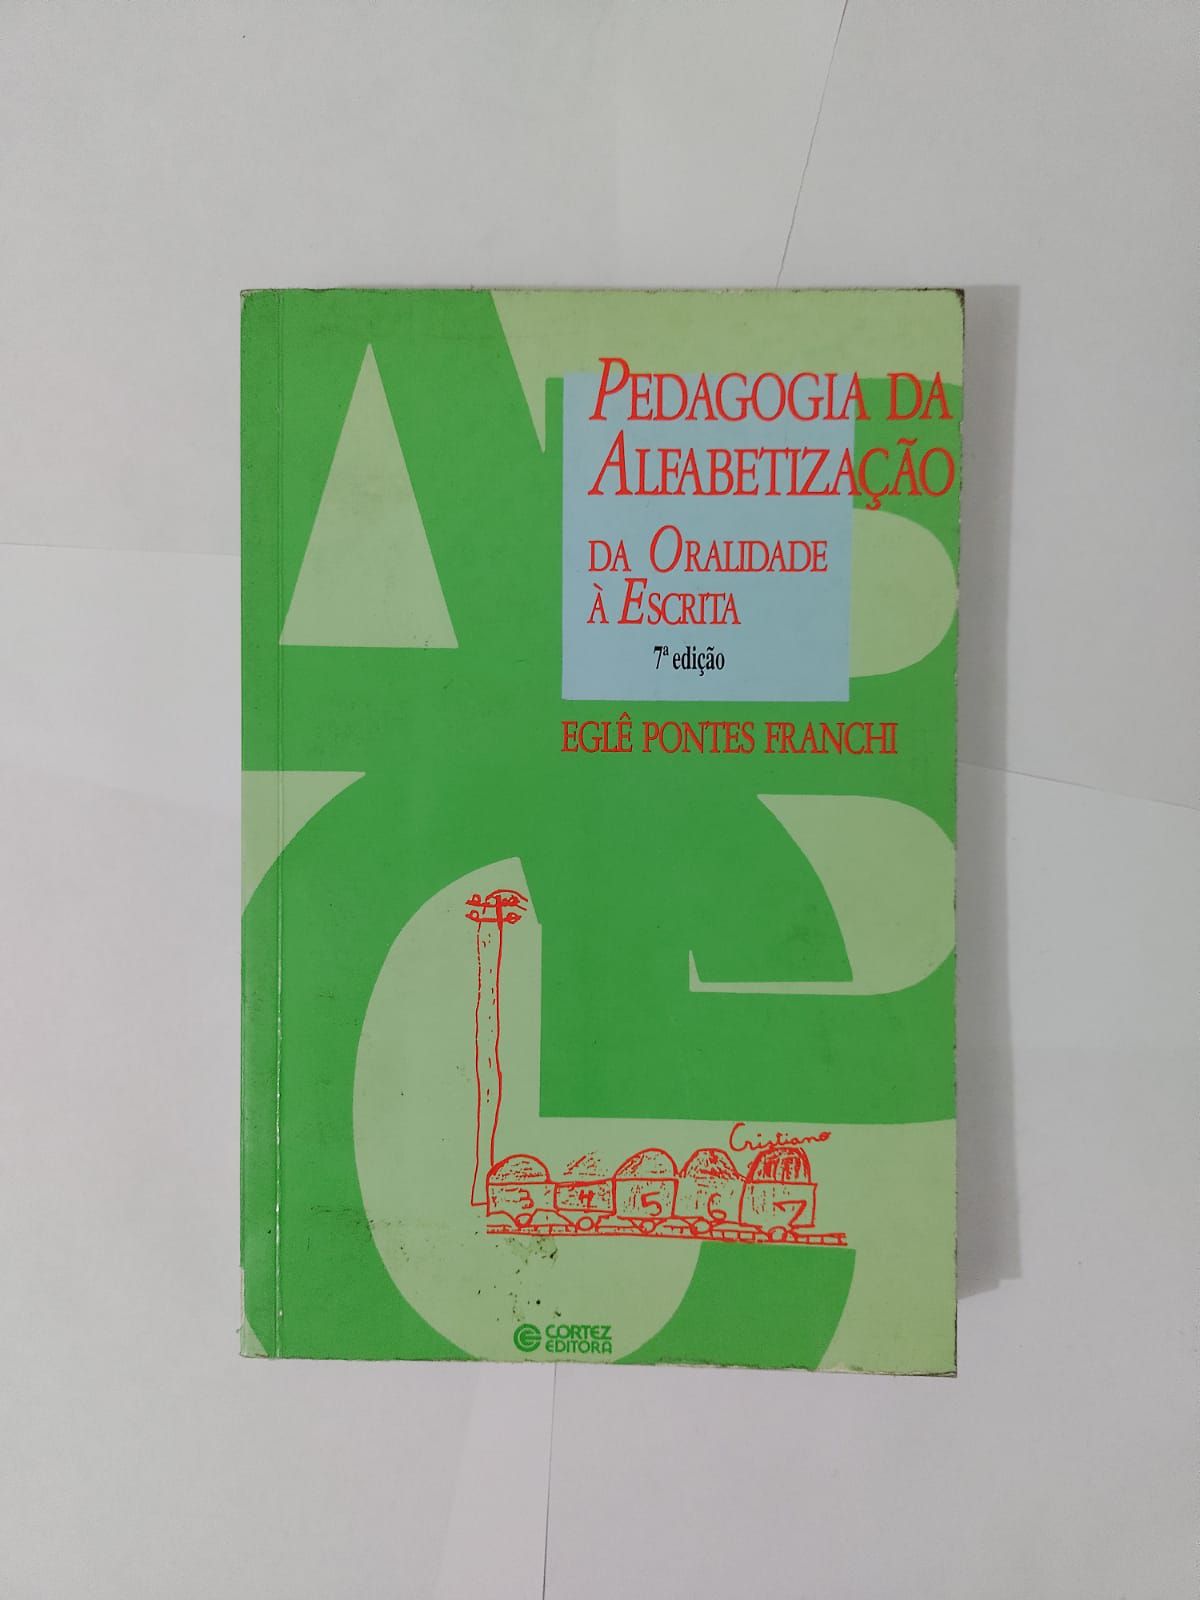 PEDAGOGIA DA
ALFABETIZAÇÃO
DA ORALIDADE
À ESCRITA
7ª edição
EGLÊ PONTES FRANCHI
Cristiano
3 4 5 6 7
CORTEZ
EDITORA